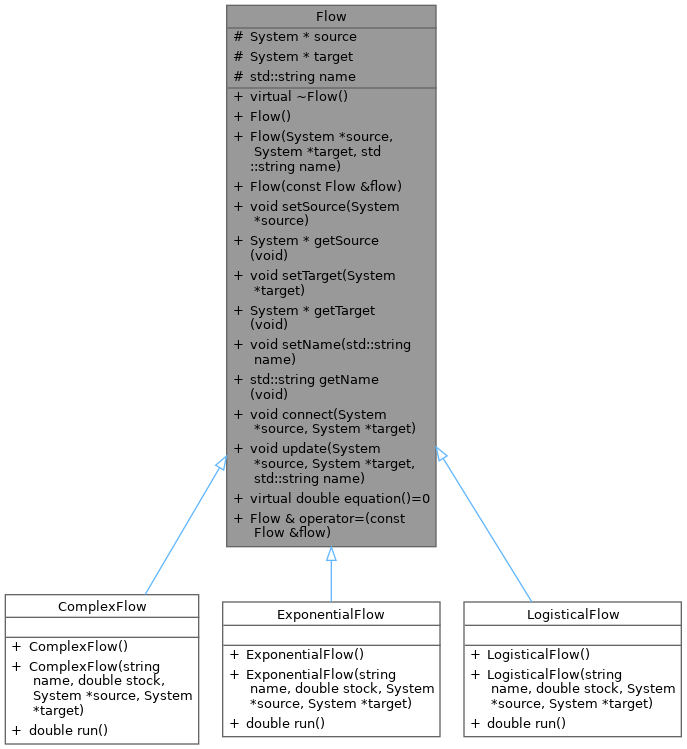 Flow
# System * source
# System * target
# std::string name
+ virtual ~Flow()
+ Flow()
+ Flow(System *source,
System *target, std
::string name)
+ Flow(const Flow &flow)
+ void setSource(System
*source)
+ System * getSource
(void)
+ void setTarget(System
*target)
+ System * getTarget
(void)
+ void setName(std::string
name)
+ std::string getName
(void)
+ void connect(System
*source, System *target)
+ void update(System
*source, System *target,
std::string name)
+ virtual double equation()=0
+ Flow & operator=(const
Flow &flow)
ComplexFlow
+ ComplexFlow()
+ ComplexFlow(string
name, double stock,
System *source, System
*target)
+ double run()
ExponentialFlow
+ ExponentialFlow()
+ ExponentialFlow(string
name, double stock, System
*source, System *target)
+ double run()
LogisticalFlow
+ LogisticalFlow()
+ LogisticalFlow(string
name, double stock, System
*source, System *target)
+ double run()